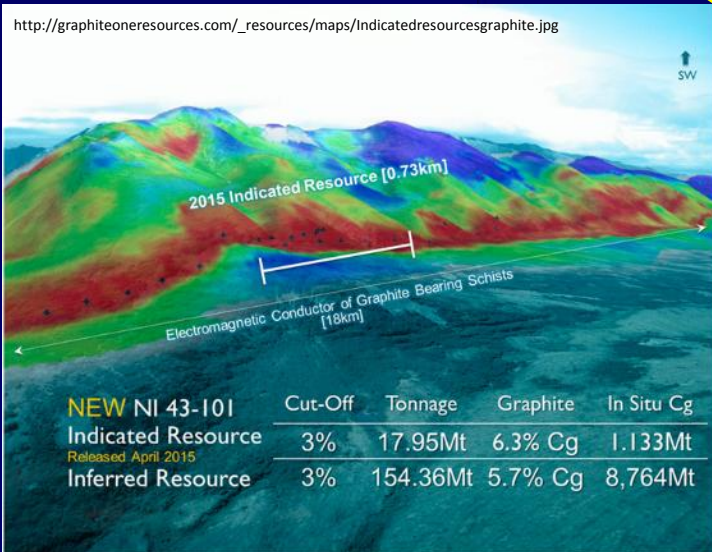 http://graphiteoneresources.com/_resources/maps/Indicatedresourcesgraphite.jpg
SW
2015 Indicated Resource [0.73km]
Electromagnetic Conductor of Graphite Bearing Schists
[18km]
NEW NI 43-101 Cut-Off Tonnage Graphite In Situ Cg
Indicated Resource 3% 17.95Mt 6.3% Cg 1.133Mt
Released April 2015
Inferred Resource 3% 154.36Mt 5.7% Cg 8,764Mt